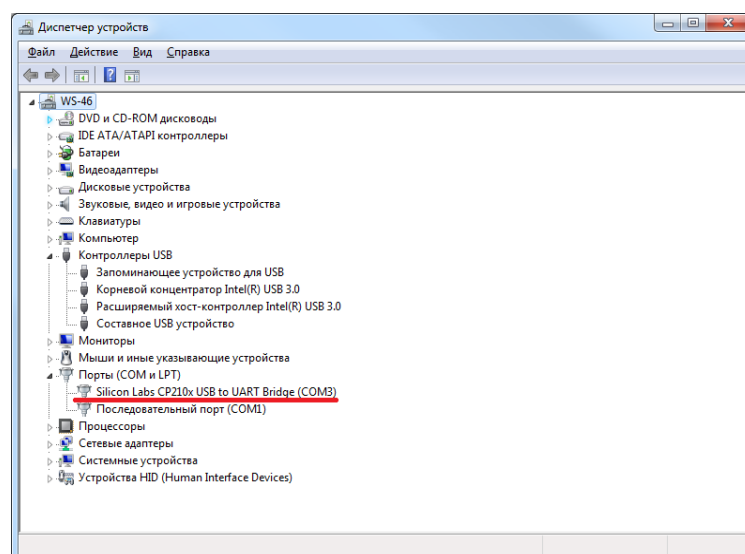 Диспетчер устройств
Файл Действие Вид Справка
WS-46
DVD и CD-ROM дисководы
IDE ATA/ATAPI контроллеры
Батареи
Видеоадаптеры
Дисковые устройства
Звуковые, видео и игровые устройства
Клавиатуры
Компьютер
Контроллеры USB
Запоминающее устройство для USB
Корневой концентратор Intel(R) USB 3.0
Расширяемый хост-контроллер Intel(R) USB 3.0
Составное USB устройство
Мониторы
Мыши и иные указывающие устройства
Порты (COM и LPT)
Silicon Labs CP210x USB to UART Bridge (COM3)
Последовательный порт (COM1)
Процессоры
Сетевые адаптеры
Системные устройства
Устройства HID (Human Interface Devices)